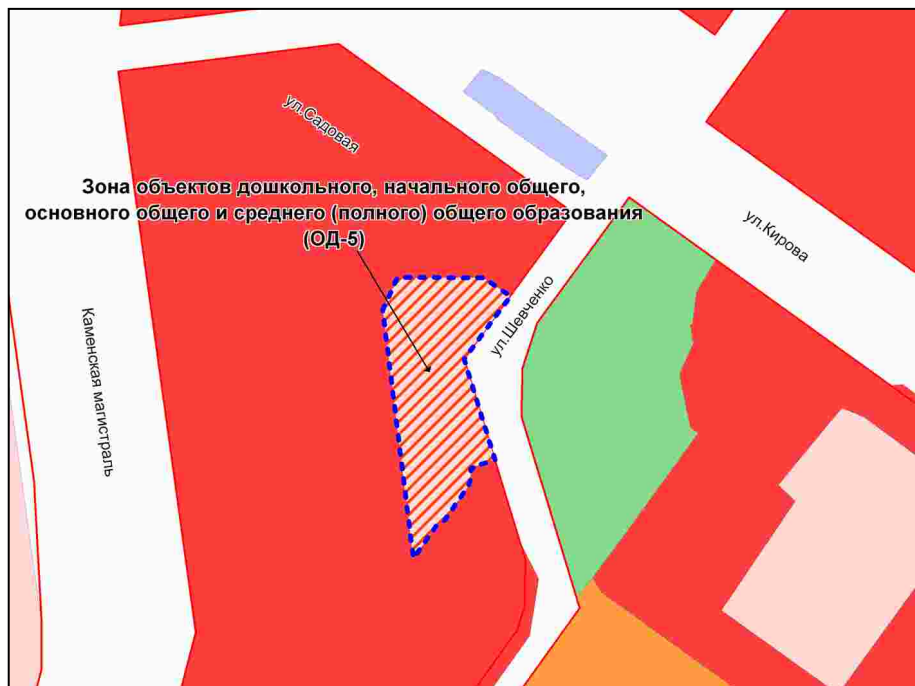 ул.Садовая
Зона объектов дошкольного, начального общего,
основного общего и среднего (полного) общего образования
(ОД-5)
ул.Кирова
ул.Шевченко
Каменская магистраль